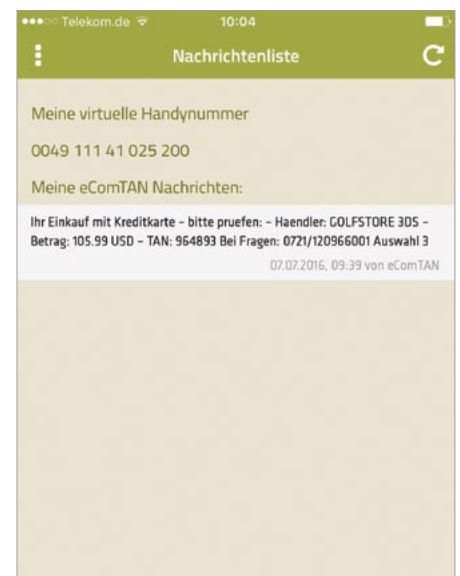 Telekom.de 10:04
Nachrichtenliste
Meine virtuelle Handynummer
0049 111 41 025 200
Meine eComTAN Nachrichten:
Ihr Einkauf mit Kreditkarte – bitte pruefen: – Haendler: GOLFSTORE 3DS –
Betrag: 105.99 USD – TAN: 964893 Bei Fragen: 0721/120966001 Auswahl 3
07.07.2016, 09:39 von eComTAN